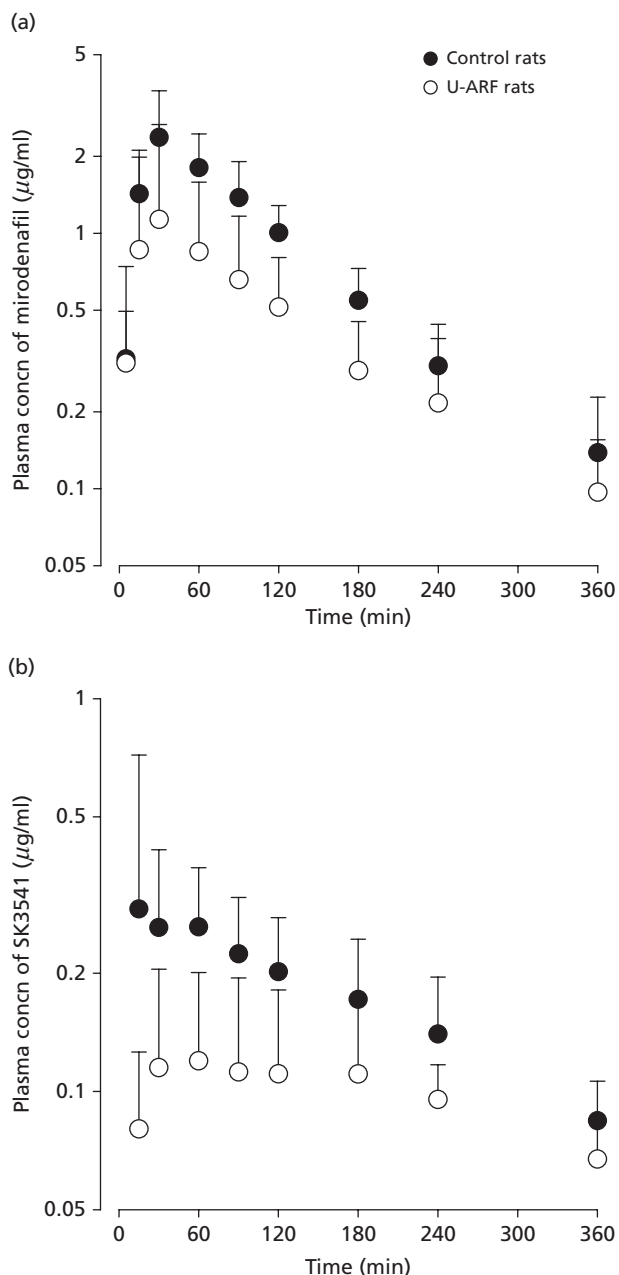 (a)
5
2
1
0.5
0.2
0.1
0.05
Plasma concn of mirodenafil (μg/ml)
Control rats
U-ARF rats
0 60 120 180 240 300 360
Time (min)
(b)
1
0.5
0.2
0.1
0.05
Plasma concn of SK3541 (μg/ml)
0 60 120 180 240 300 360
Time (min)